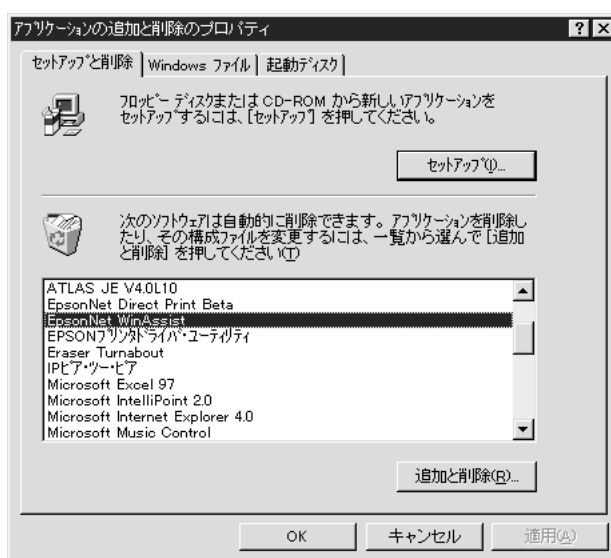 アプリケーションの追加と削除のプロパティ
? ×
セットアップと削除 Windows ファイル 起動ディスク
フロッピー ディスクまたは CD-ROM から新しいアプリケーションを
セットアップするには、[セットアップ] を押してください。
セットアップ(I)...
次のソフトウェアは自動的に削除できます。アプリケーションを削除し
たり、その構成ファイルを変更するには、一覧から選んで [追加
と削除] を押してください(T)
ATLAS JE V4.0L10
EpsonNet Direct Print Beta
EpsonNet WinAssist
EPSONプリンタドライバ・ユーティリティ
Eraser Turnabout
IPピア・ツー・ピア
Microsoft Excel 97
Microsoft IntelliPoint 2.0
Microsoft Internet Explorer 4.0
Microsoft Music Control
追加と削除(R)...
OK キャンセル 適用(A)